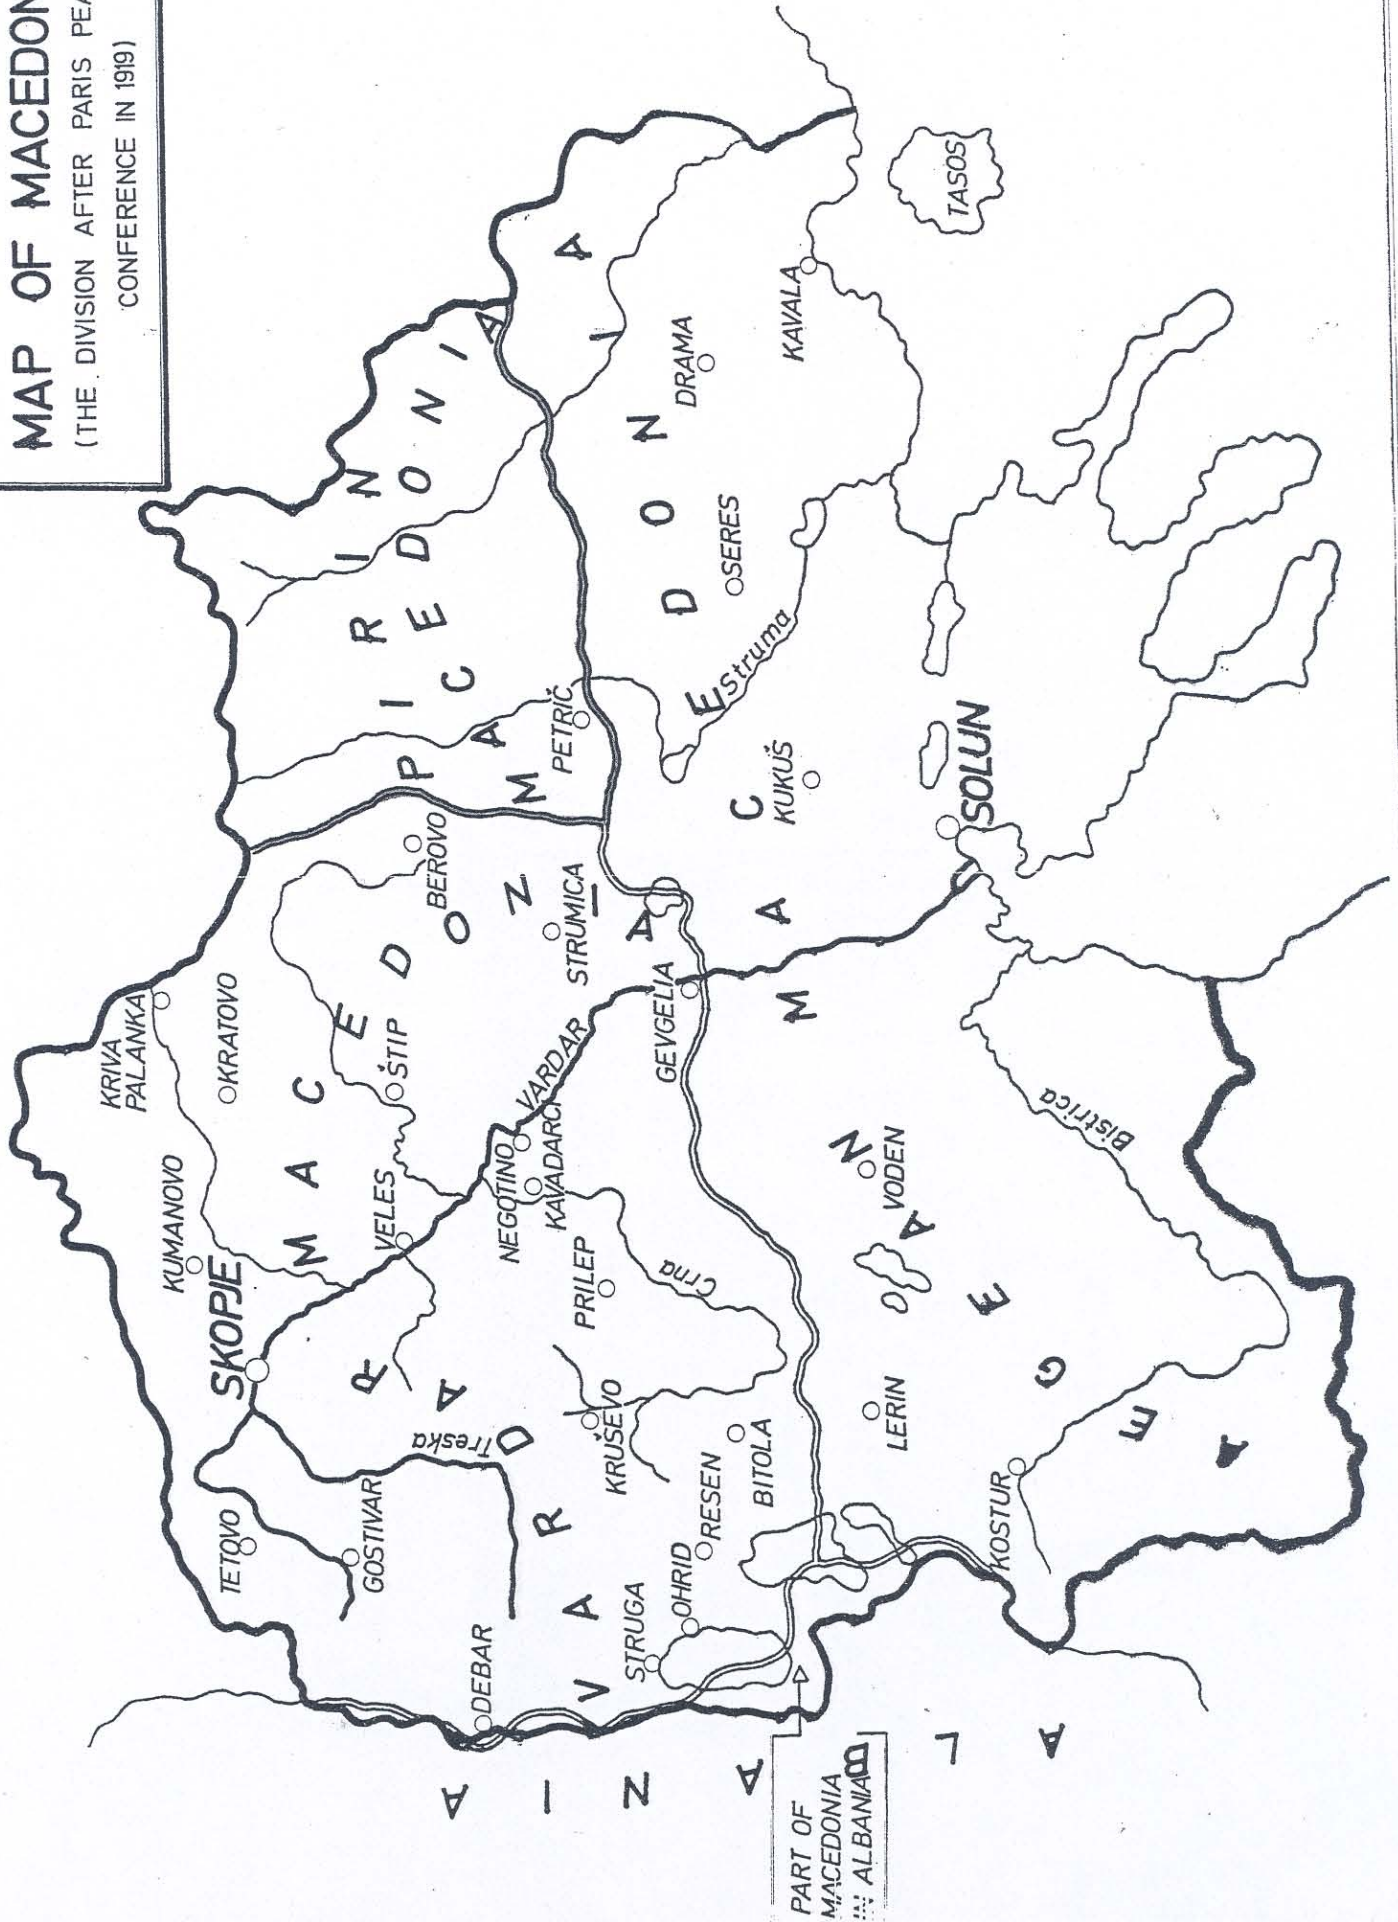 MAP OF MACEDON
(THE DIVISION AFTER PARIS PEA
CONFERENCE IN 1919)
KRIVA
PALANKA
KRATOVO
KUMANOVO
SKOPJE
TETOVO
GOSTIVAR
DEBAR
STRUGA
OHRID
RESEN
BITOLA
KRUŠEVO
PRILEP
VELES
ŠTIP
NEGOTINO
KAVADARCI
VARDAR
Treska
Crna
BEROVO
STRUMICA
GEVGELIA
VARDAR
MACEDONIA
PIRIN
MACEDONIA
PETRIČ
AEGEAN
MACEDONIA
Struma
SERES
DRAMA
KAVALA
TASOS
KUKUŠ
SOLUN
VODEN
LERIN
KOSTUR
Bistrica
ALBANIA
PART OF
MACEDONIA
IN ALBANIA